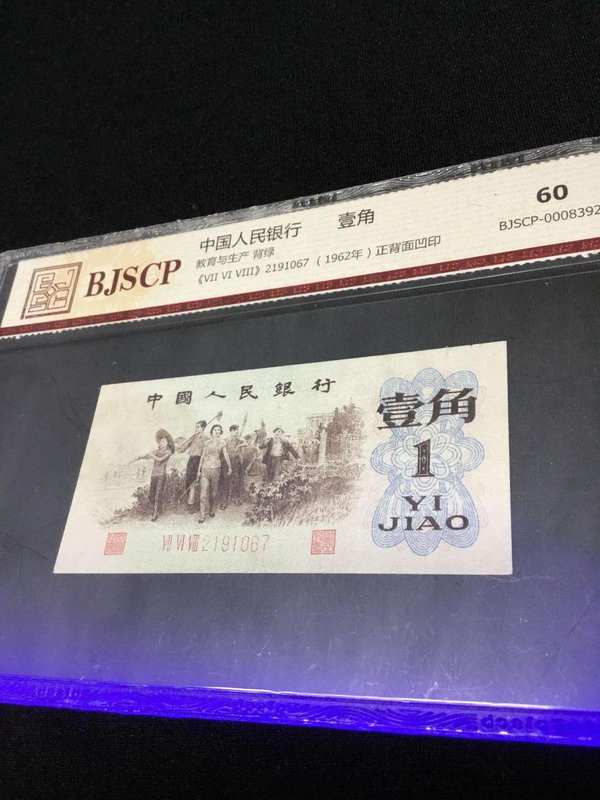 BJSCP
中国人民银行 壹角
教育与生产 背绿
《VII VI VIII》2191067 （1962年）正背面凹印
60
BJSCP-0008392
中國人民銀行
壹角
1
YI
JIAO
VII VI VIII 2191067